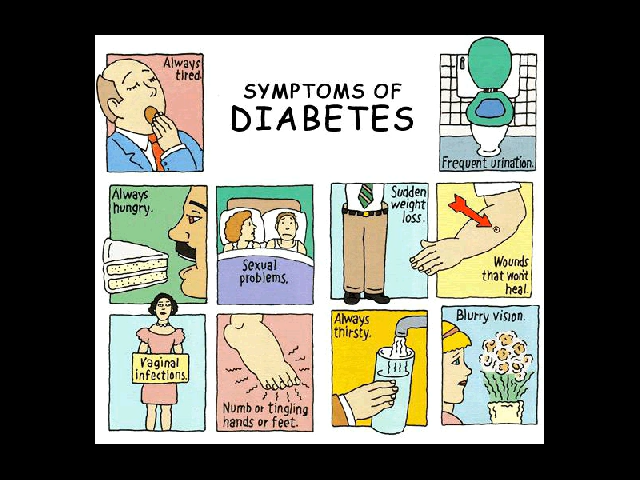 Always
tired.
SYMPTOMS OF
DIABETES
Frequent urination.
Always
hungry.
Sexual
problems.
Sudden
weight
loss.
Wounds
that won't
heal.
Vaginal
infections.
Numb or tingling
hands or feet.
Always
thirsty.
Blurry vision.